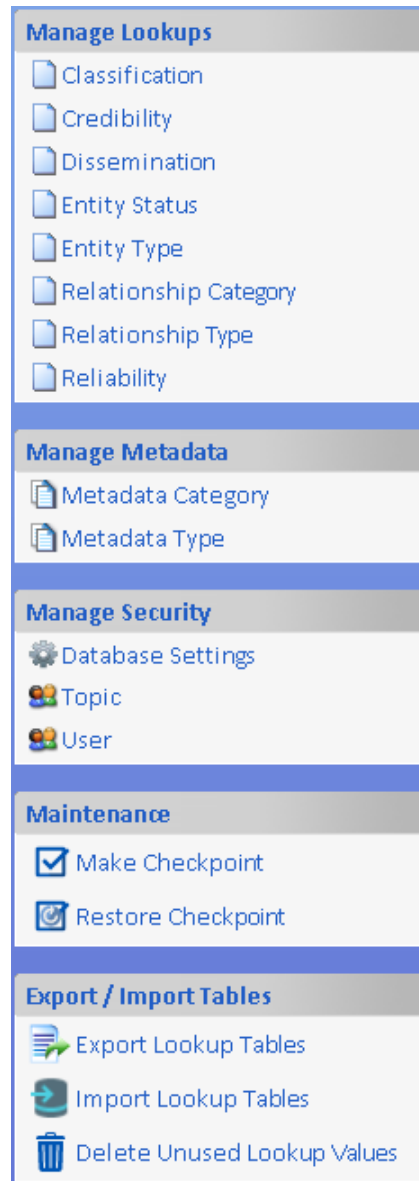 Manage Lookups
Classification
Credibility
Dissemination
Entity Status
Entity Type
Relationship Category
Relationship Type
Reliability
Manage Metadata
Metadata Category
Metadata Type
Manage Security
Database Settings
Topic
User
Maintenance
Make Checkpoint
Restore Checkpoint
Export / Import Tables
Export Lookup Tables
Import Lookup Tables
Delete Unused Lookup Values